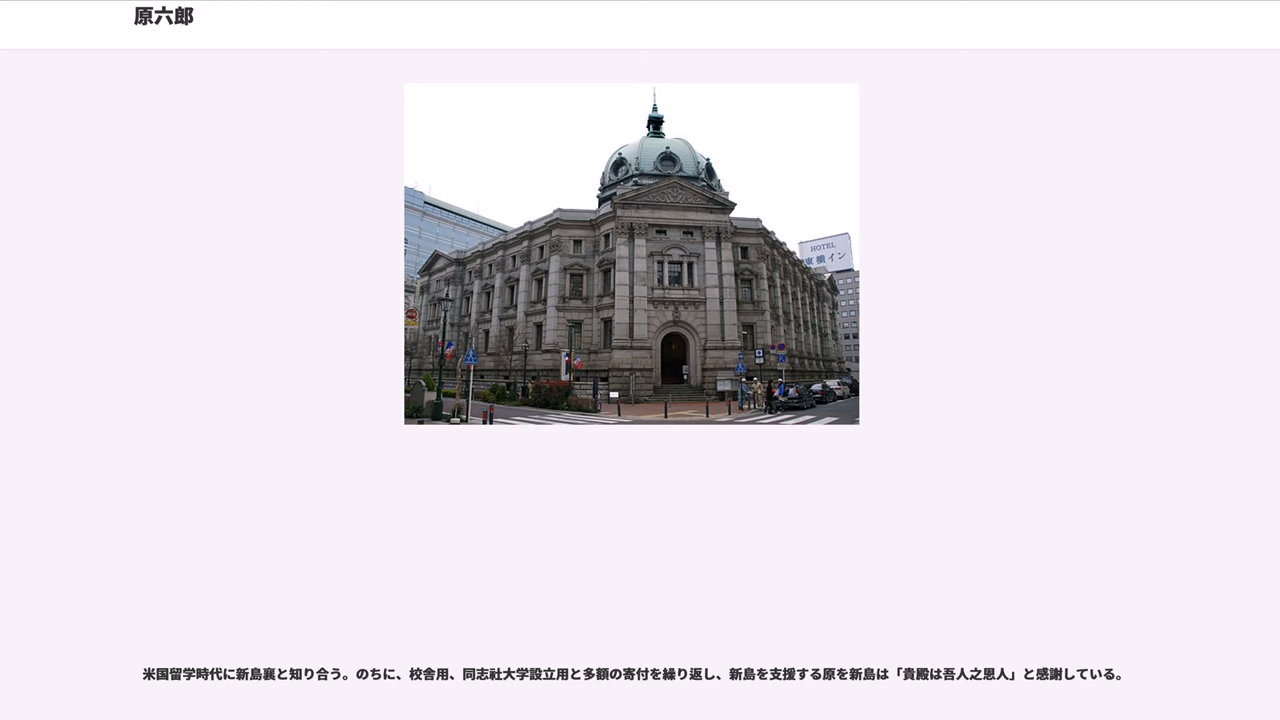 原六郎
HOTEL
東横イン
米国留学時代に新島襄と知り合う。のちに、校舎用、同志社大学設立用と多額の寄付を繰り返し、新島を支援する原を新島は「貴殿は吾人之恩人」と感謝している。